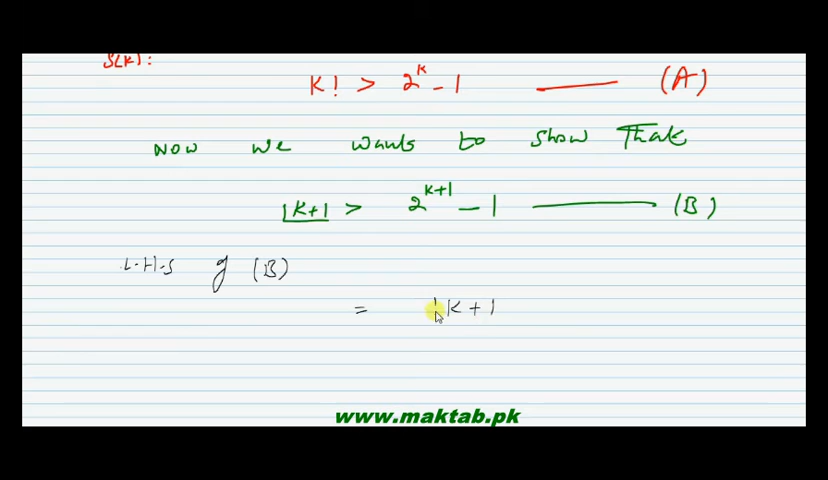 S(K):
K! > 2^k - 1 ——— (A)
Now we wants to show That
|K+1 > 2^{k+1} - 1 ——— (B)
L.H.S of (B)
= |K+1
www.maktab.pk